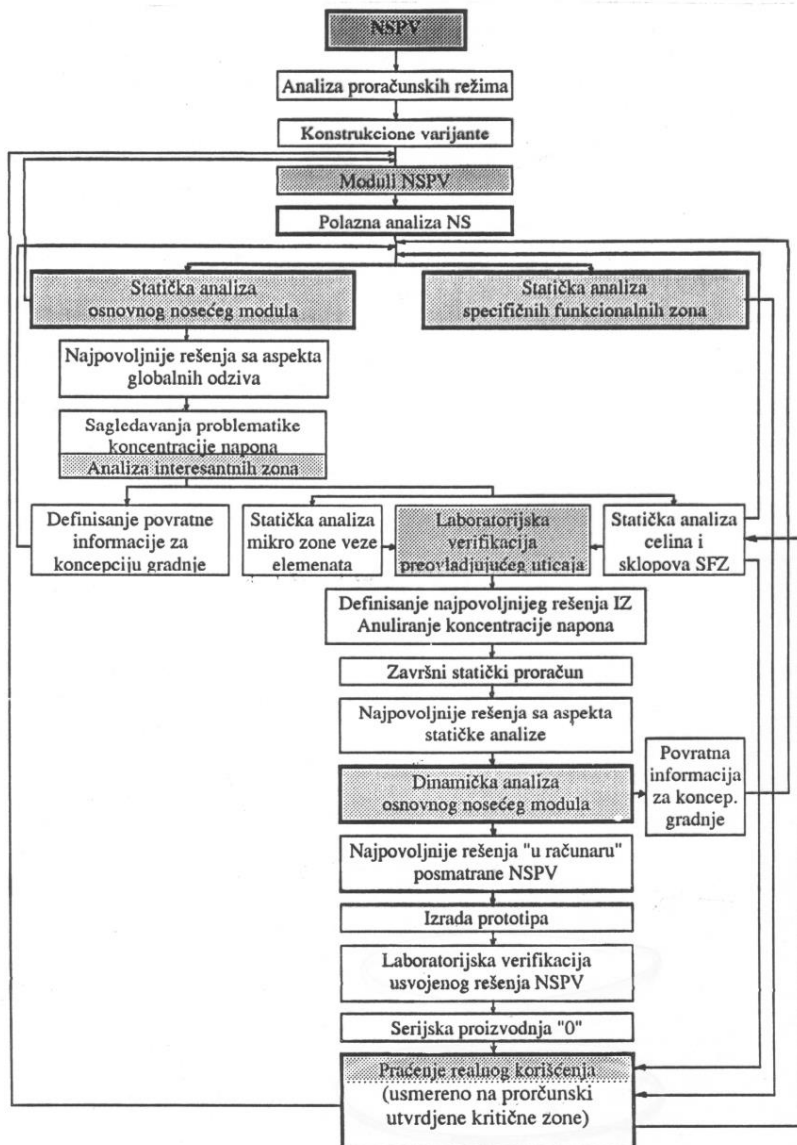 NSPV
Analiza proračunskih režima
Konstrukcione varijante
Moduli NSPV
Polazna analiza NS
Statička analiza
osnovnog nosećeg modula
Statička analiza
specifičnih funkcionalnih zona
Najpovoljnije rešenja sa aspekta
globalnih odziva
Sagledavanja problematike
koncentracije napona
Analiza interesantnih zona
Definisanje povratne
informacije za
koncepciju gradnje
Statička analiza
mikro zone veze
elemenata
Laboratorijska
verifikacija
preovladjujućeg uticaja
Statička analiza
celina i
sklopova SFZ
Definisanje najpovoljnijeg rešenja IZ
Anuliranje koncentracije napona
Završni statički proračun
Najpovoljnije rešenja sa aspekta
statičke analize
Dinamička analiza
osnovnog nosećeg modula
Povratna
informacija
za koncep.
gradnje
Najpovoljnije rešenja "u računaru"
posmatrane NSPV
Izrada prototipa
Laboratorijska verifikacija
usvojenog rešenja NSPV
Serijska proizvodnja "0"
Praćenje realnog korišćenja
(usmereno na prorčunski
utvrdjene kritične zone)